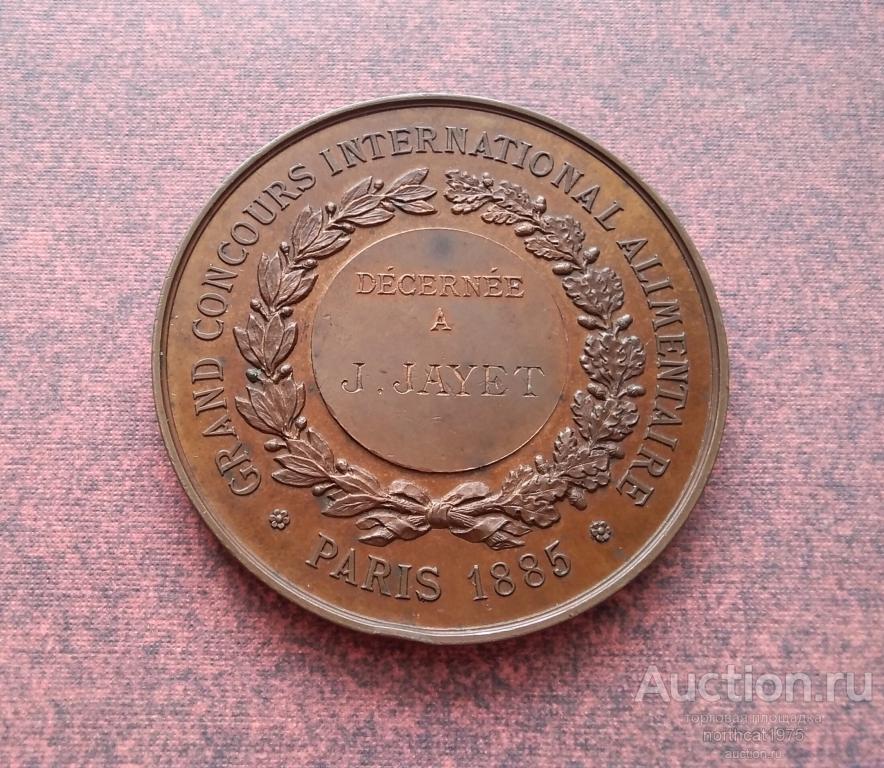 GRAND CONCOURS INTERNATIONAL ALIMENTAIRE
DÉCERNÉE
A
J. JAYET
PARIS 1885
Auction.ru
торговая площадка
northcat1975
auction.ru